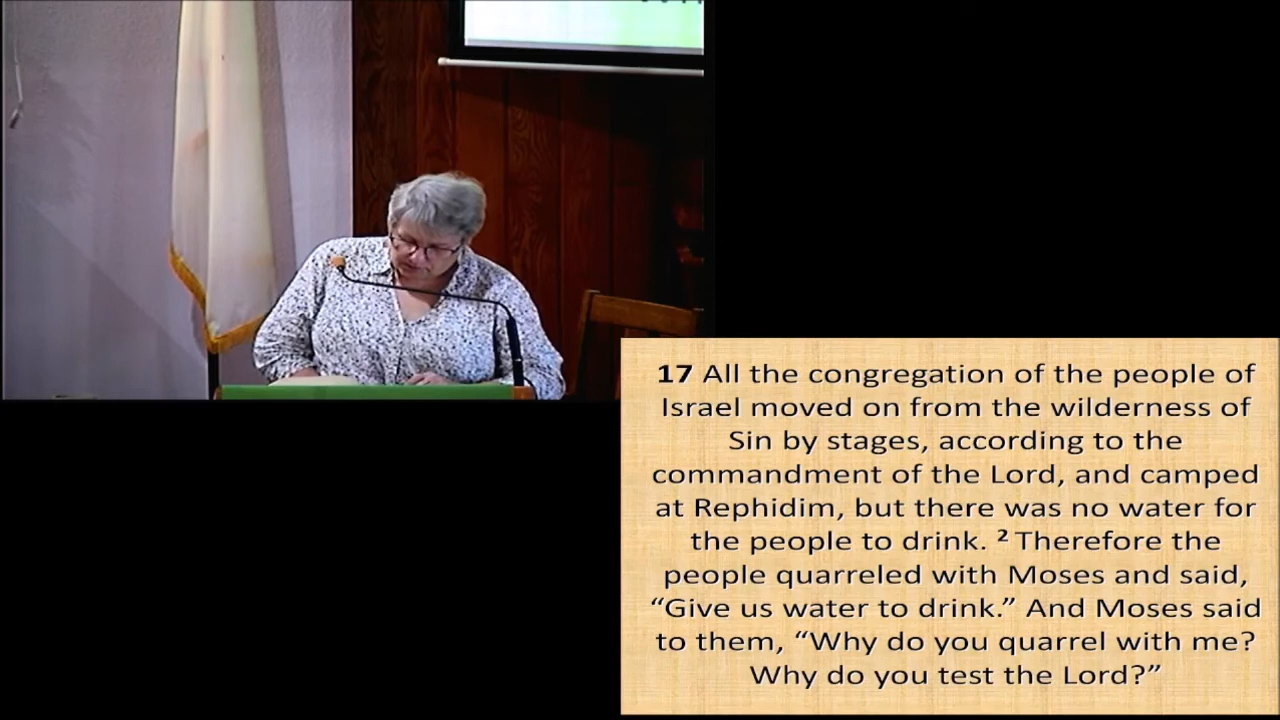 17 All the congregation of the people of
Israel moved on from the wilderness of
Sin by stages, according to the
commandment of the Lord, and camped
at Rephidim, but there was no water for
the people to drink. ² Therefore the
people quarreled with Moses and said,
“Give us water to drink.” And Moses said
to them, “Why do you quarrel with me?
Why do you test the Lord?”